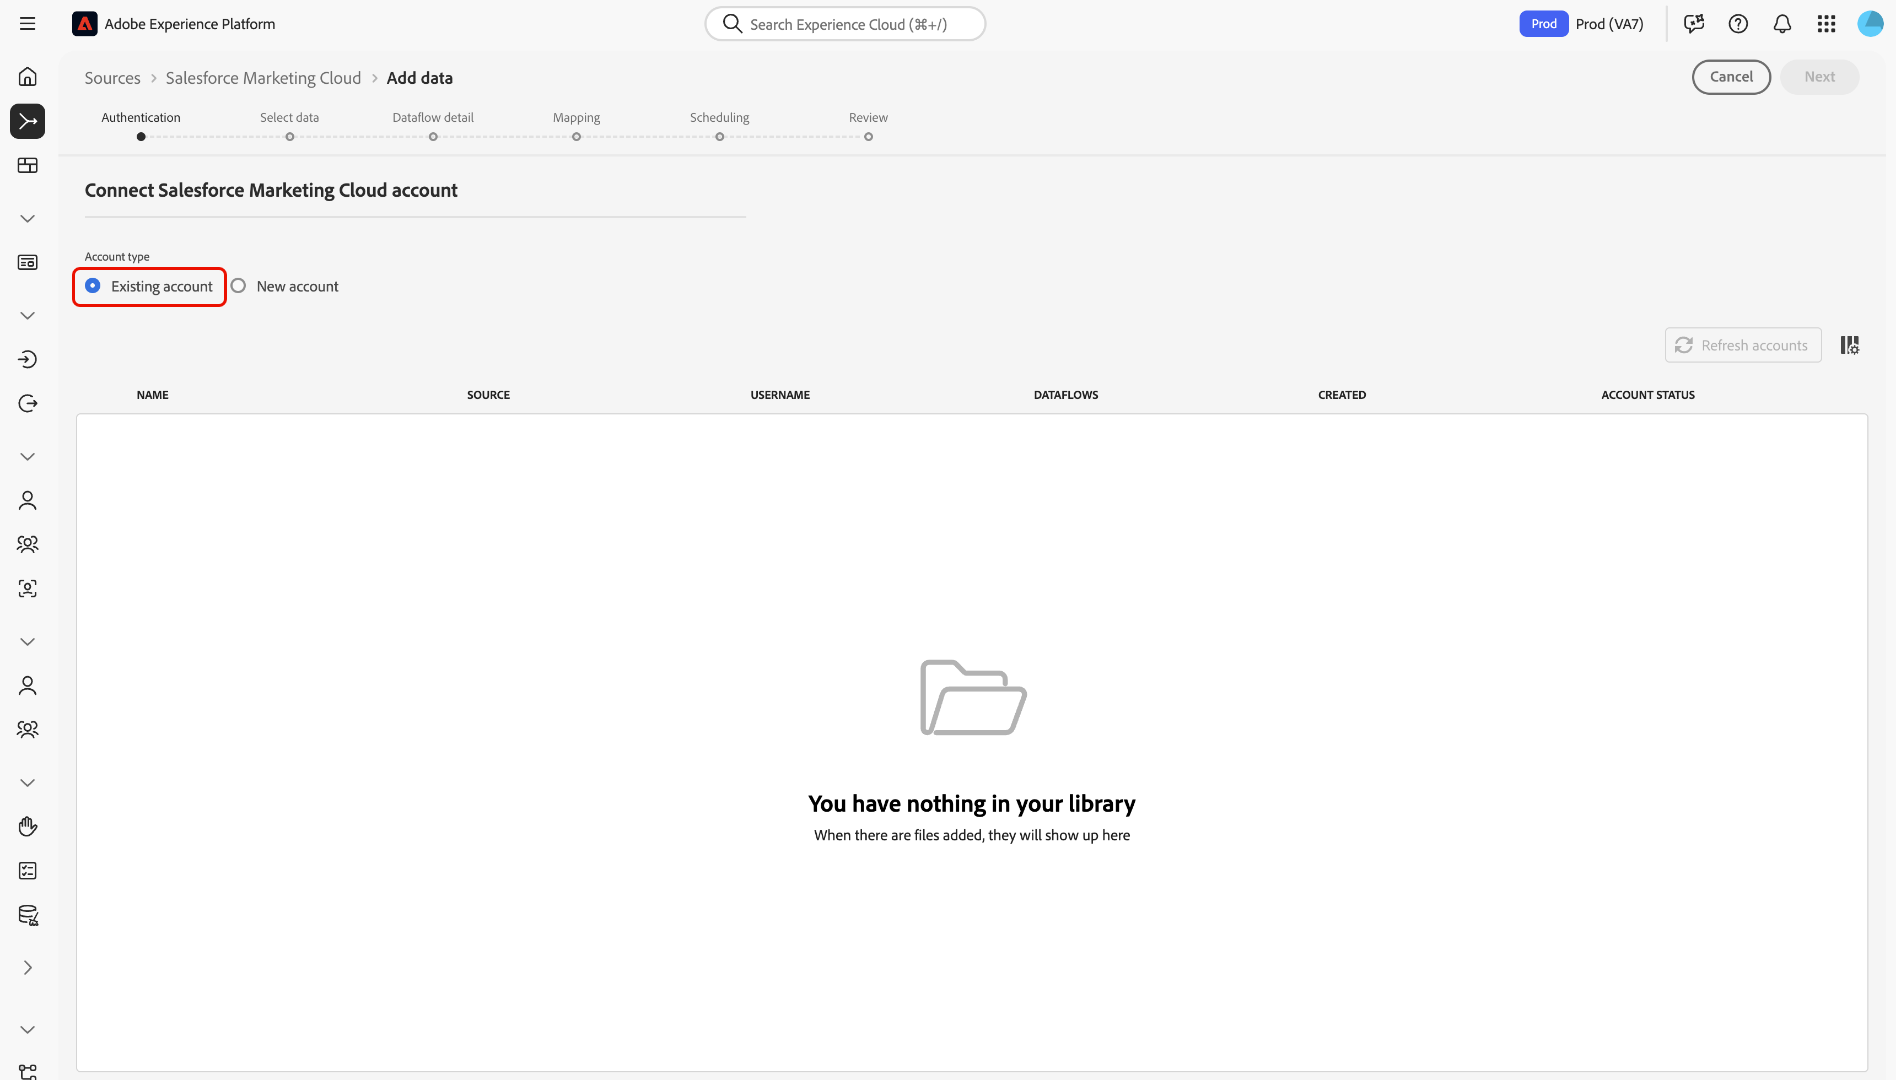 Adobe Experience Platform
Search Experience Cloud (⌘+/)
Prod
Prod (VA7)
Sources > Salesforce Marketing Cloud > Add data
Cancel
Next
Authentication
Select data
Dataflow detail
Mapping
Scheduling
Review
Connect Salesforce Marketing Cloud account
Account type
Existing account
New account
Refresh accounts
NAME
SOURCE
USERNAME
DATAFLOWS
CREATED
ACCOUNT STATUS
You have nothing in your library
When there are files added, they will show up here